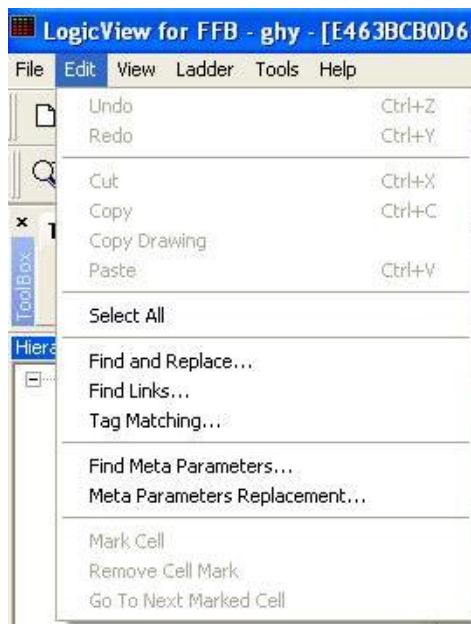 LogicView for FFB - ghy - [E463BCB0D6
File Edit View Ladder Tools Help
Undo Ctrl+Z
Redo Ctrl+Y
Cut Ctrl+X
Copy Ctrl+C
Copy Drawing
Paste Ctrl+V
Select All
Find and Replace...
Find Links...
Tag Matching...
Find Meta Parameters...
Meta Parameters Replacement...
Mark Cell
Remove Cell Mark
Go To Next Marked Cell
ToolBox
Hiera